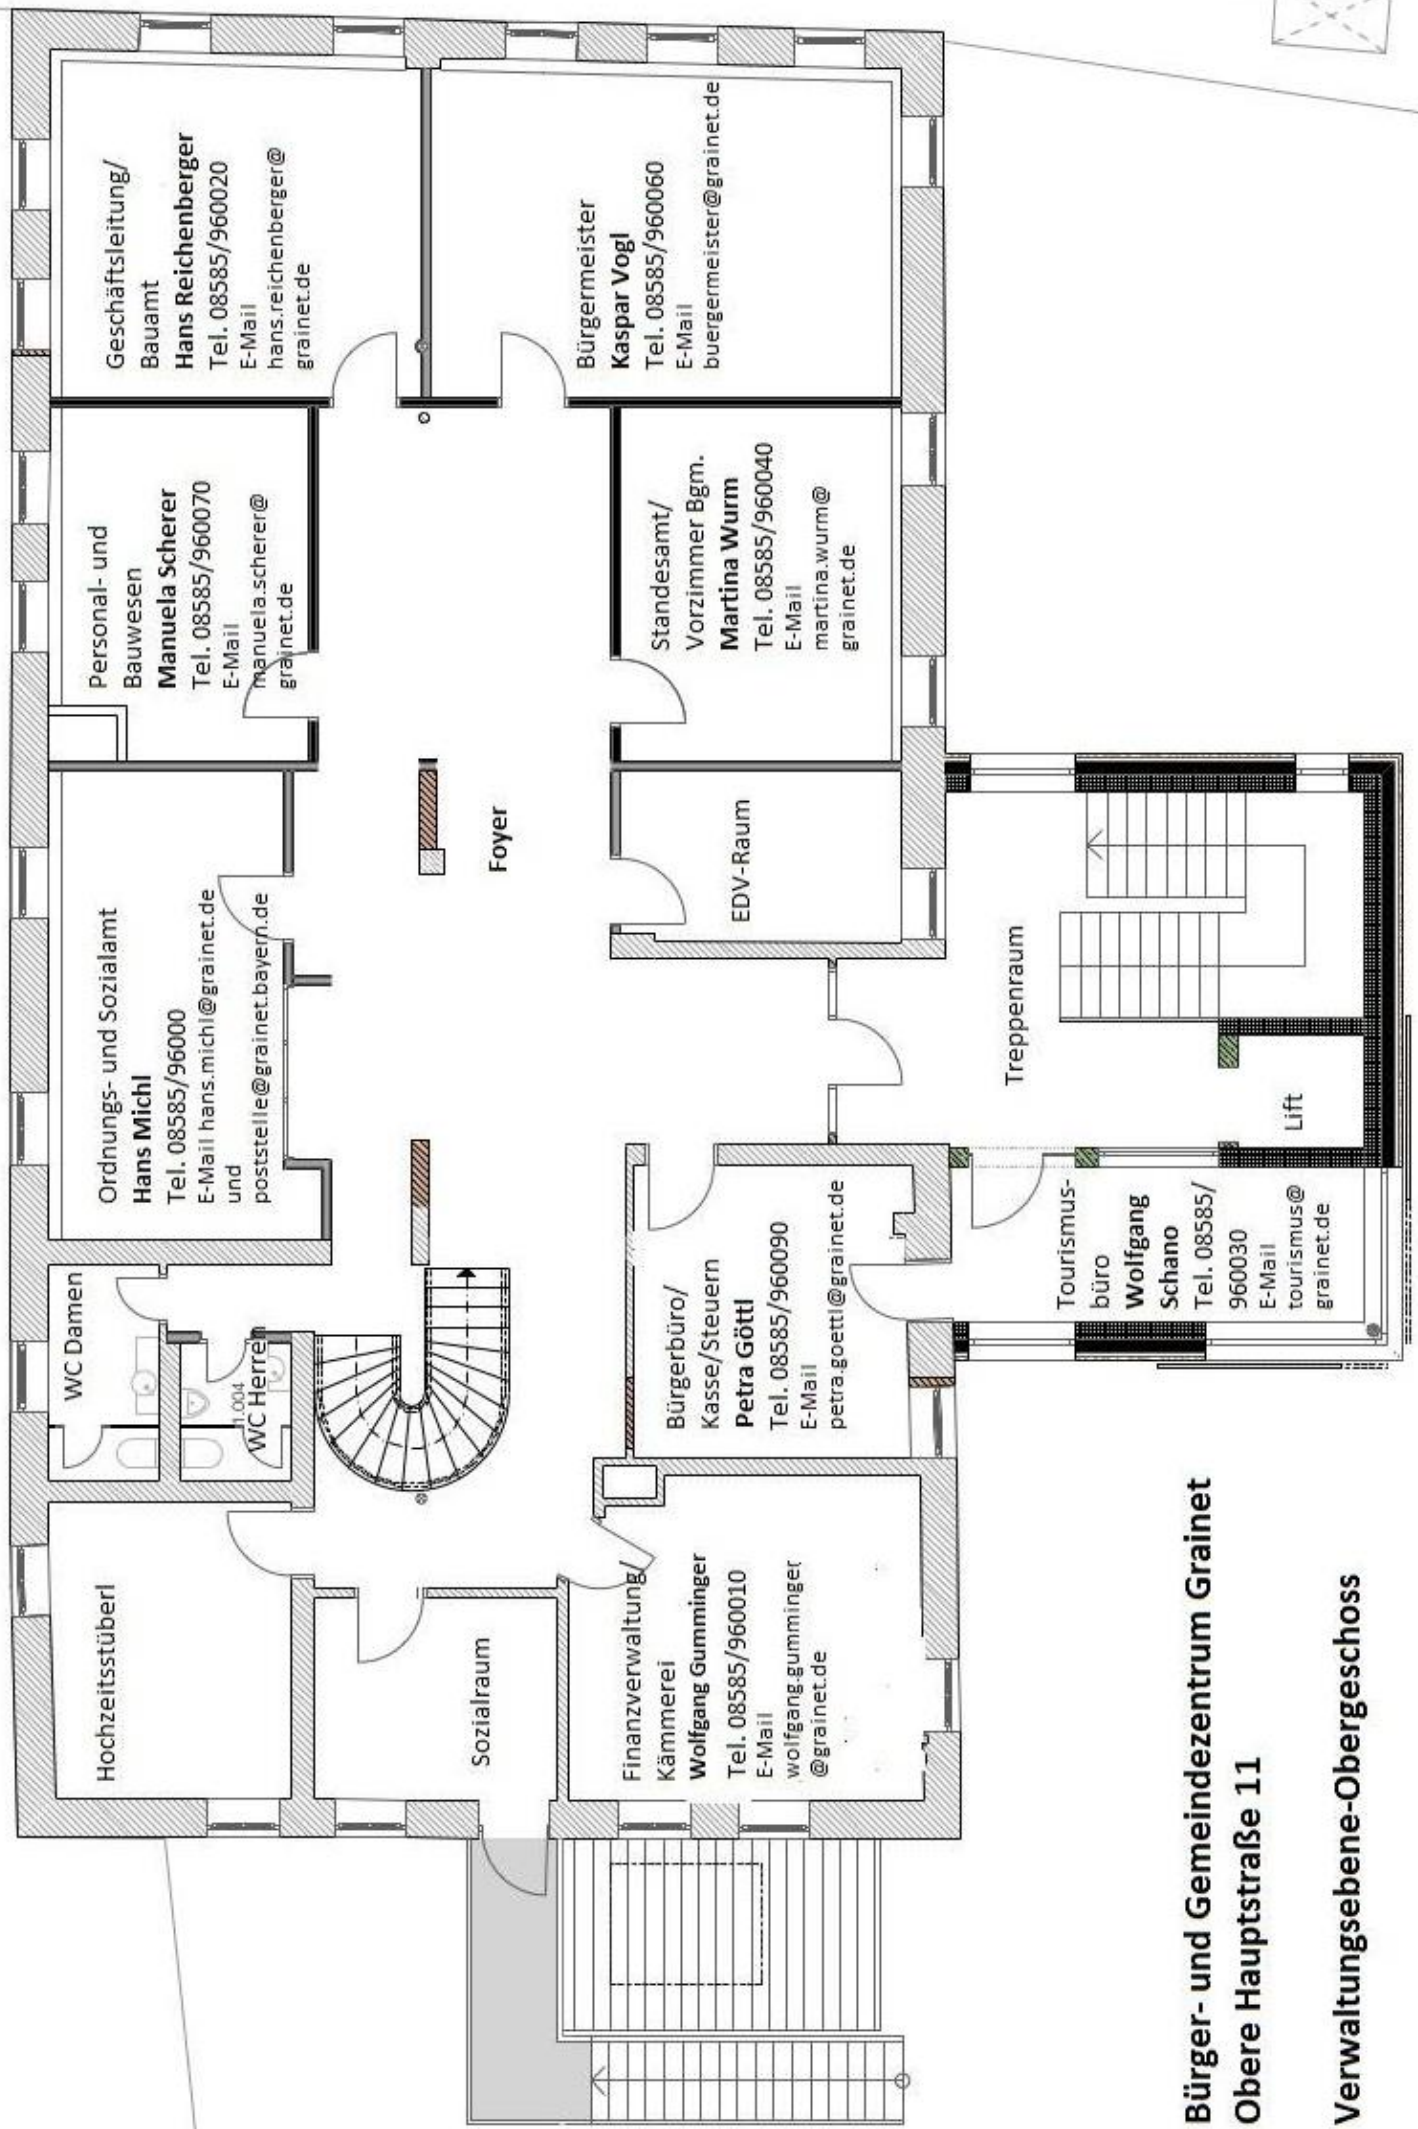 Hochzeitsstüberl
WC Damen
11.004
WC Herren
Ordnungs- und Sozialamt
Hans Michl
Tel. 08585/96000
E-Mail hans.michl@grainet.de
und
poststelle@grainet.bayern.de
Personal- und
Bauwesen
Manuela Scherer
Tel. 08585/960070
E-Mail
manuela.scherer@
grainet.de
Geschäftsleitung/
Bauamt
Hans Reichenberger
Tel. 08585/960020
E-Mail
hans.reichenberger@
grainet.de
Sozialraum
Foyer
Finanzverwaltung/
Kämmerei
Wolfgang Gumminger
Tel. 08585/960010
E-Mail
wolfgang.gumminger
@grainet.de
Bürgerbüro/
Kasse/Steuern
Petra Göttl
Tel. 08585/960090
E-Mail
petra.goettl@grainet.de
EDV-Raum
Standesamt/
Vorzimmer Bgm.
Martina Wurm
Tel. 08585/960040
E-Mail
martina.wurm@
grainet.de
Bürgermeister
Kaspar Vogl
Tel. 08585/960060
E-Mail
buergermeister@grainet.de
Tourismus-
büro
Wolfgang
Schano
Tel. 08585/
960030
E-Mail
tourismus@
grainet.de
Treppenraum
Lift
Bürger- und Gemeindezentrum Grainet
Obere Hauptstraße 11
Verwaltungsebene-Obergeschoss